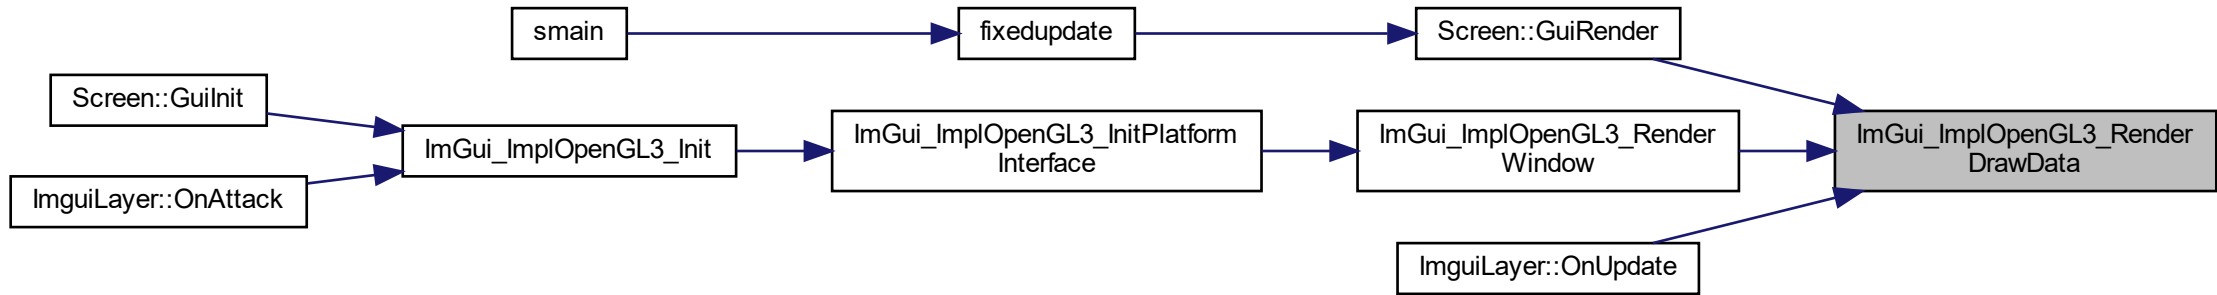 smain
fixedupdate
Screen::GuiRender
Screen::GuiInit
ImGui_ImplOpenGL3_Init
ImGui_ImplOpenGL3_InitPlatform
Interface
ImGui_ImplOpenGL3_Render
Window
ImGui_ImplOpenGL3_Render
DrawData
ImguiLayer::OnAttack
ImguiLayer::OnUpdate